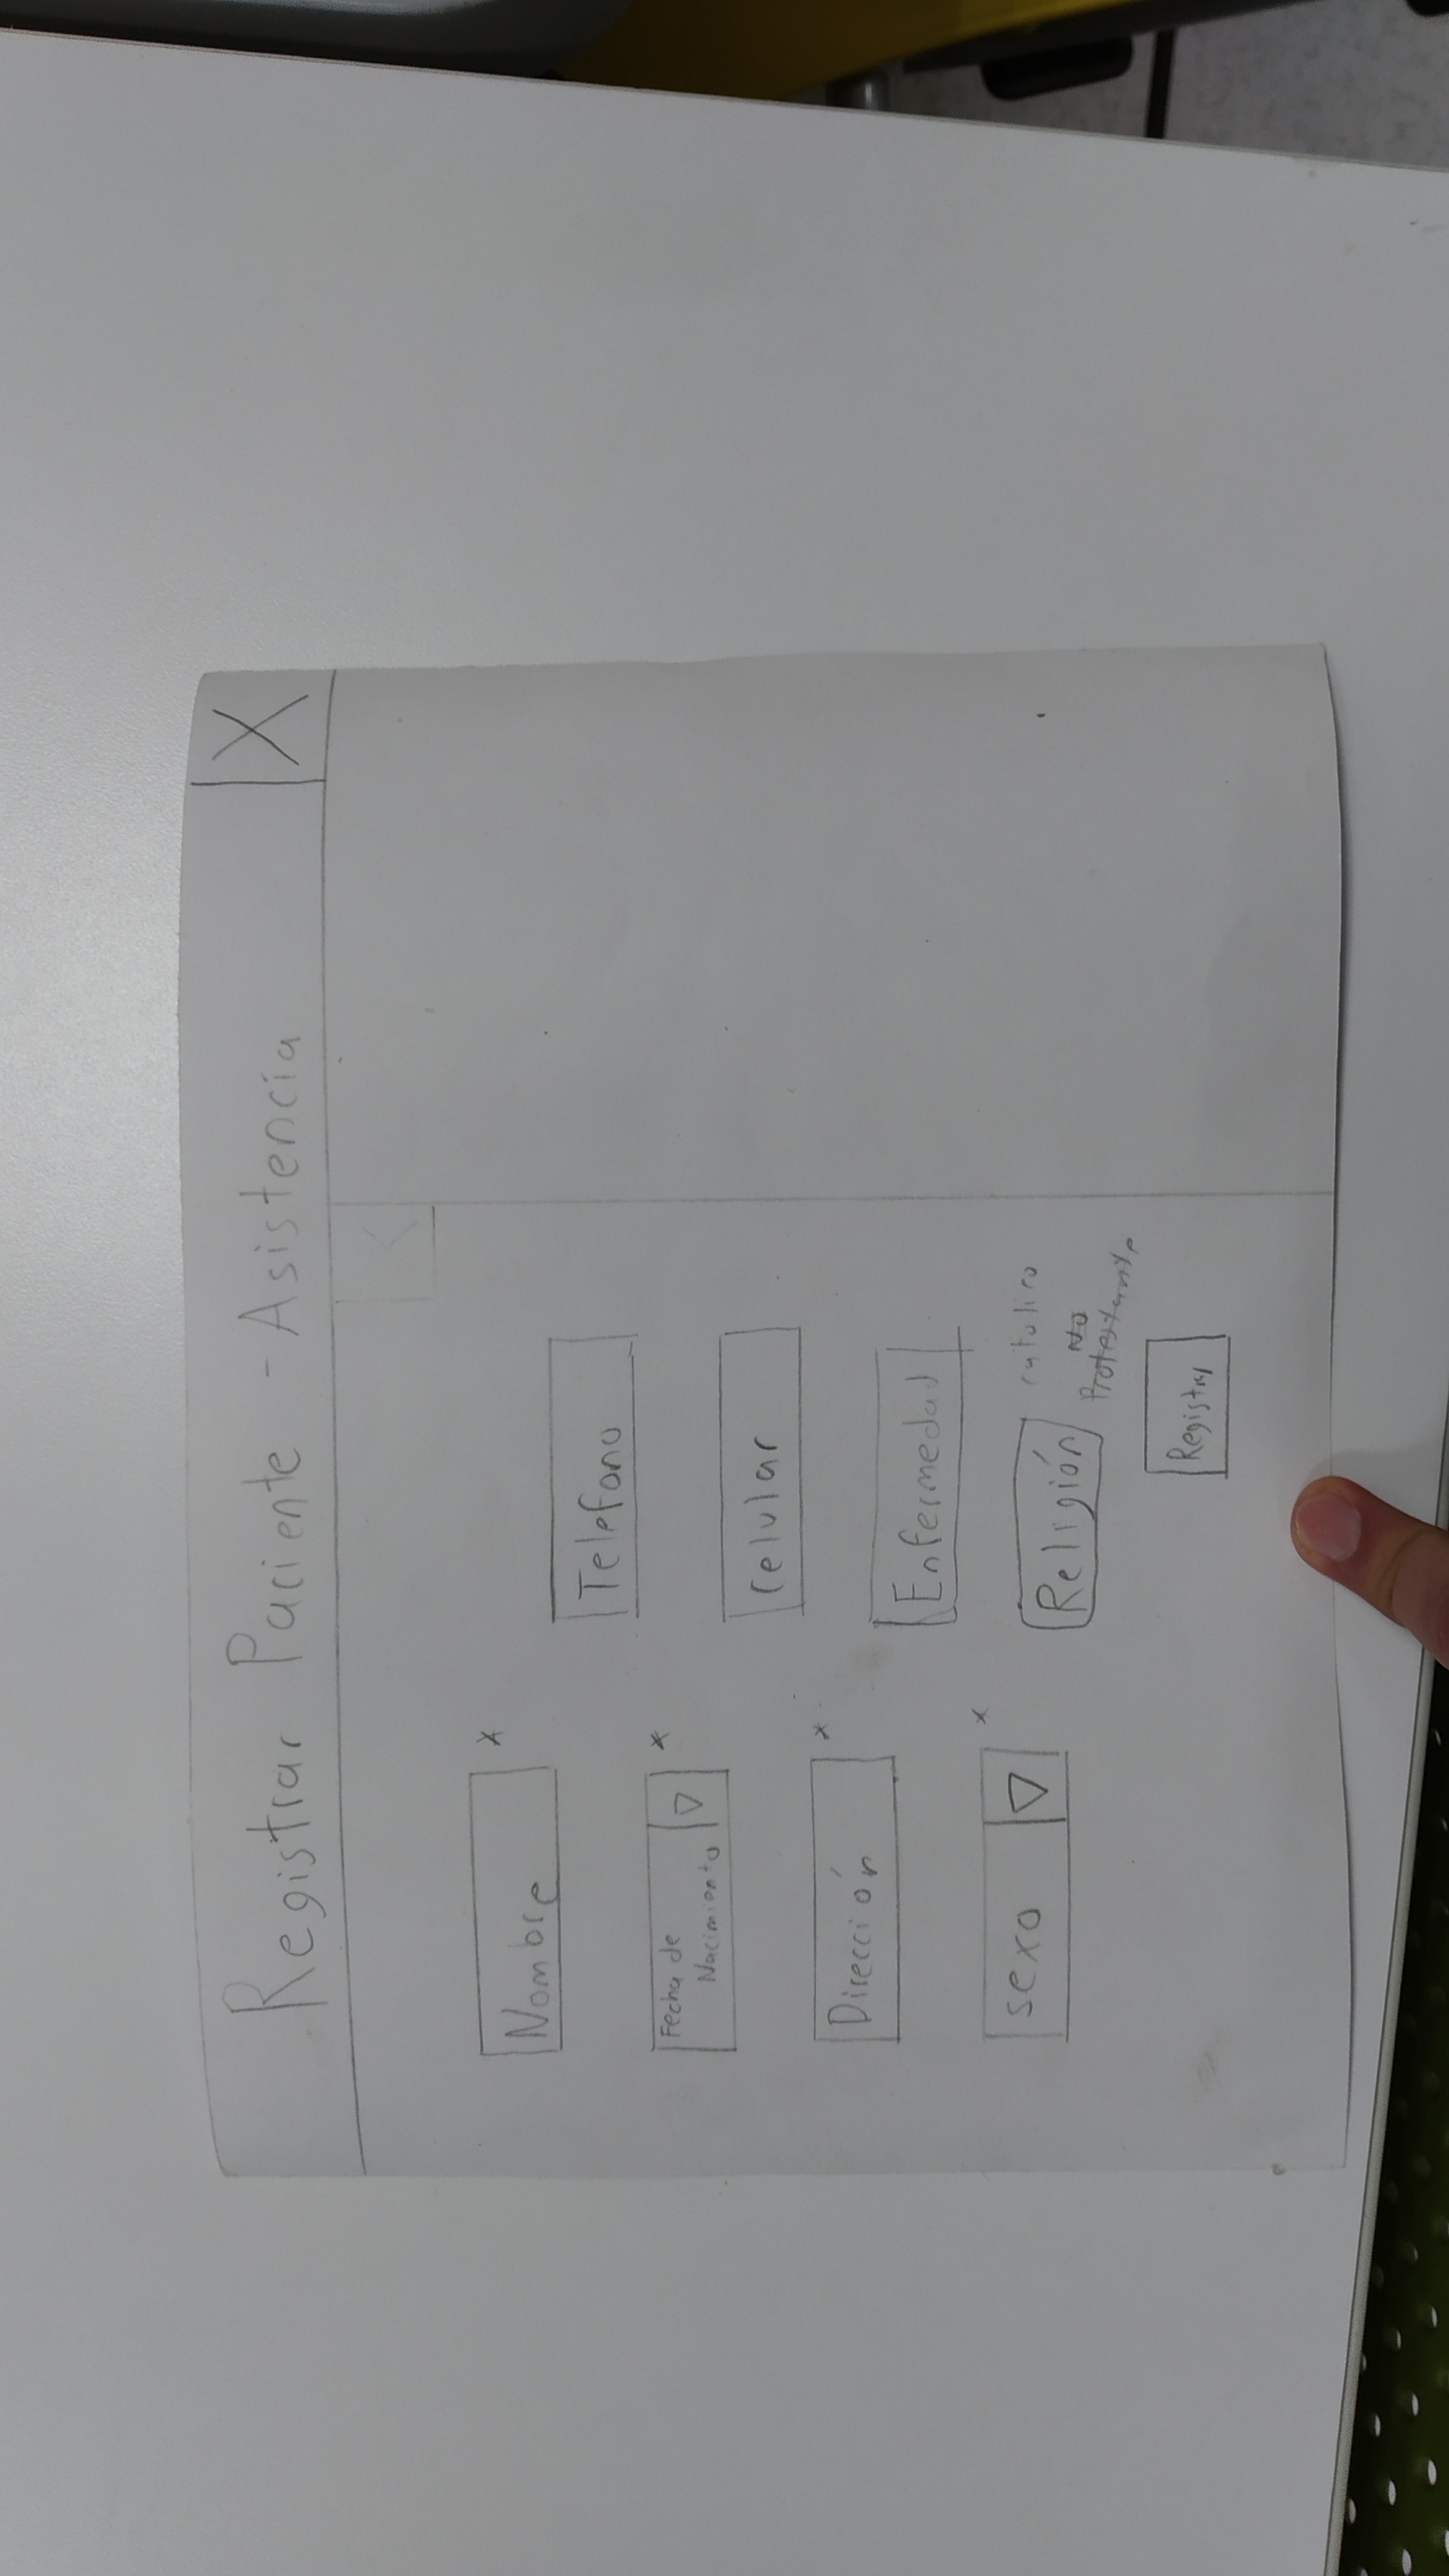 Registrar Paciente - Asistencia X
Nombre *
Fecha de
Nacimiento *
Dirección *
sexo *
Telefono
Celular
Enfermedad
Religión
catolico
No
Protestante
Registrar